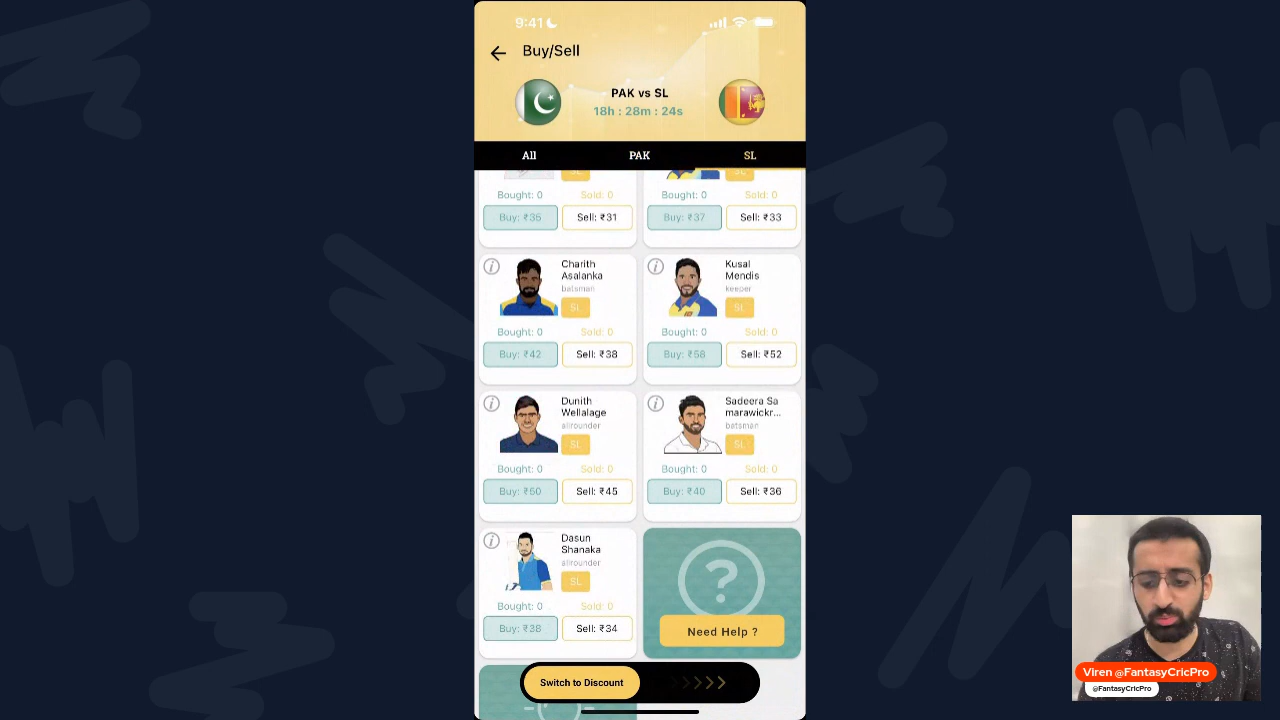 9:41
Buy/Sell
PAK vs SL
18h : 28m : 24s
All PAK SL
SL SL
Bought: 0 Sold: 0 Bought: 0 Sold: 0
Buy: ₹36 Sell: ₹31 Buy: ₹37 Sell: ₹33
Charith
Asalanka
batsman
SL
Bought: 0 Sold: 0
Buy: ₹42 Sell: ₹38
Kusal
Mendis
keeper
SL
Bought: 0 Sold: 0
Buy: ₹58 Sell: ₹52
Dunith
Wellalage
allrounder
SL
Bought: 0 Sold: 0
Buy: ₹50 Sell: ₹45
Sadeera Sa
marawickr...
batsman
SL
Bought: 0 Sold: 0
Buy: ₹40 Sell: ₹36
Dasun
Shanaka
allrounder
SL
Bought: 0 Sold: 0
Buy: ₹38 Sell: ₹34
?
Need Help ?
Switch to Discount
Viren @FantasyCricPro
@FantasyCricPro